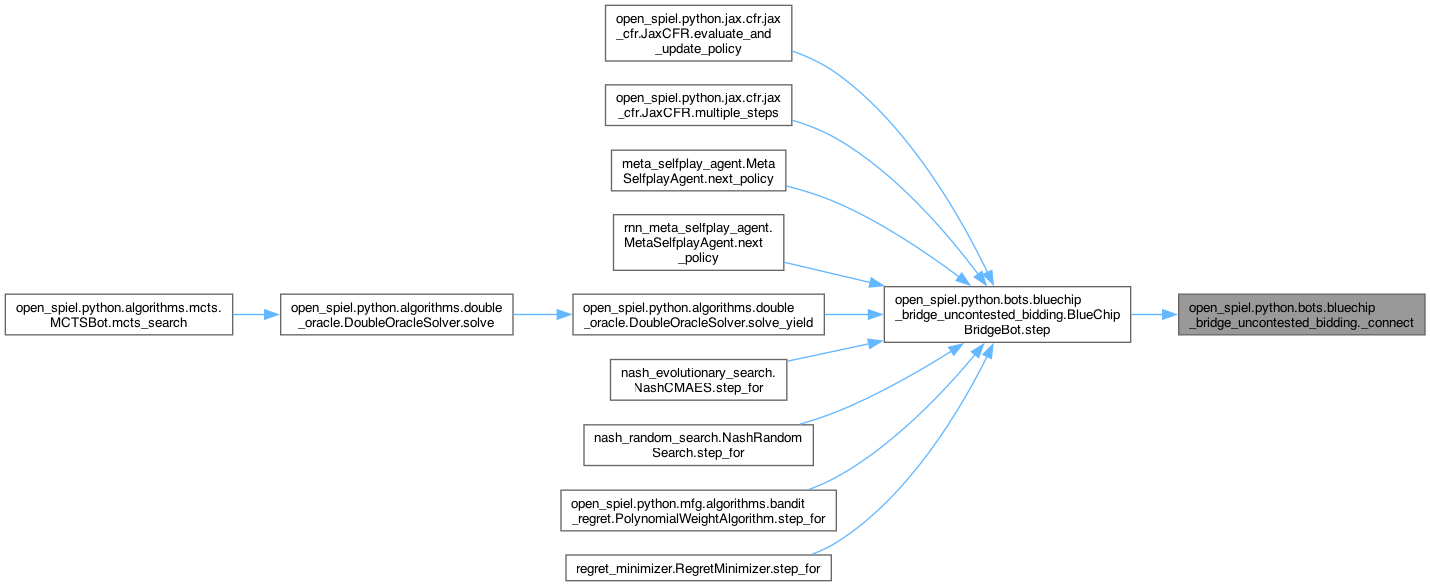 open_spiel.python.jax.cfr.jax
_cfr.JaxCFR.evaluate_and
_update_policy
open_spiel.python.jax.cfr.jax
_cfr.JaxCFR.multiple_steps
meta_selfplay_agent.Meta
SelfplayAgent.next_policy
rnn_meta_selfplay_agent.
MetaSelfplayAgent.next
_policy
open_spiel.python.algorithms.mcts.
MCTSBot.mcts_search
open_spiel.python.algorithms.double
_oracle.DoubleOracleSolver.solve
open_spiel.python.algorithms.double
_oracle.DoubleOracleSolver.solve_yield
open_spiel.python.bots.bluechip
_bridge_uncontested_bidding.BlueChip
BridgeBot.step
open_spiel.python.bots.bluechip
_bridge_uncontested_bidding._connect
nash_evolutionary_search.
NashCMAES.step_for
nash_random_search.NashRandom
Search.step_for
open_spiel.python.mfg.algorithms.bandit
_regret.PolynomialWeightAlgorithm.step_for
regret_minimizer.RegretMinimizer.step_for